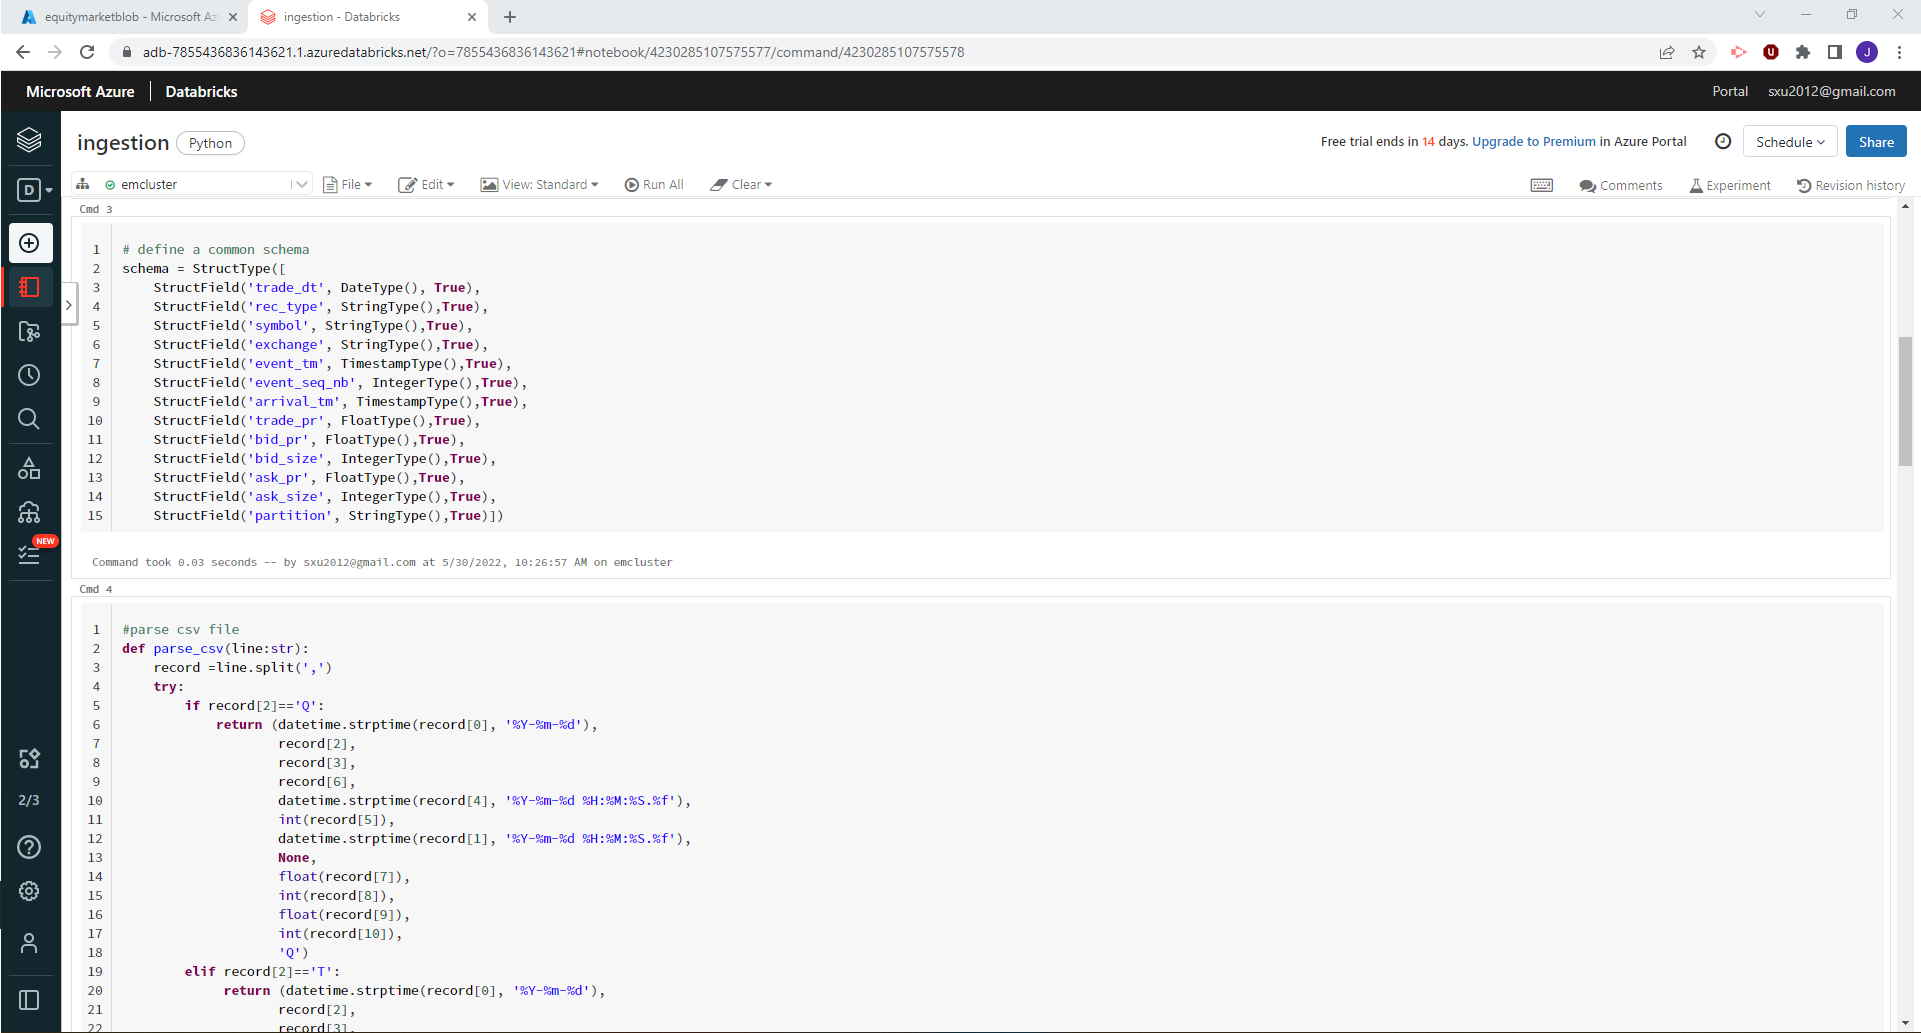 equitymarketblob - Microsoft Az
ingestion - Databricks
adb-7855436836143621.1.azuredatabricks.net/?o=7855436836143621#notebook/4230285107575577/command/4230285107575578
U
J
Microsoft Azure Databricks
Portal sxu2012@gmail.com
ingestion Python
Free trial ends in 14 days. Upgrade to Premium in Azure Portal
Schedule
Share
D
emcluster
File Edit View: Standard Run All Clear
Comments Experiment Revision history
Cmd 3
1 # define a common schema
2 schema = StructType([
3     StructField('trade_dt', DateType(), True),
4     StructField('rec_type', StringType(),True),
5     StructField('symbol', StringType(),True),
6     StructField('exchange', StringType(),True),
7     StructField('event_tm', TimestampType(),True),
8     StructField('event_seq_nb', IntegerType(),True),
9     StructField('arrival_tm', TimestampType(),True),
10     StructField('trade_pr', FloatType(),True),
11     StructField('bid_pr', FloatType(),True),
12     StructField('bid_size', IntegerType(),True),
13     StructField('ask_pr', FloatType(),True),
14     StructField('ask_size', IntegerType(),True),
15     StructField('partition', StringType(),True)])
NEW
Command took 0.03 seconds -- by sxu2012@gmail.com at 5/30/2022, 10:26:57 AM on emcluster
Cmd 4
1 #parse csv file
2 def parse_csv(line:str):
3     record =line.split(',')
4     try:
5         if record[2]=='Q':
6             return (datetime.strptime(record[0], '%Y-%m-%d'),
7                     record[2],
8                     record[3],
9                     record[6],
10                     datetime.strptime(record[4], '%Y-%m-%d %H:%M:%S.%f'),
11                     int(record[5]),
12                     datetime.strptime(record[1], '%Y-%m-%d %H:%M:%S.%f'),
13                     None,
14                     float(record[7]),
15                     int(record[8]),
16                     float(record[9]),
17                     int(record[10]),
18                     'Q')
19         elif record[2]=='T':
20              return (datetime.strptime(record[0], '%Y-%m-%d'),
21                     record[2],
22                     record[3],
2/3